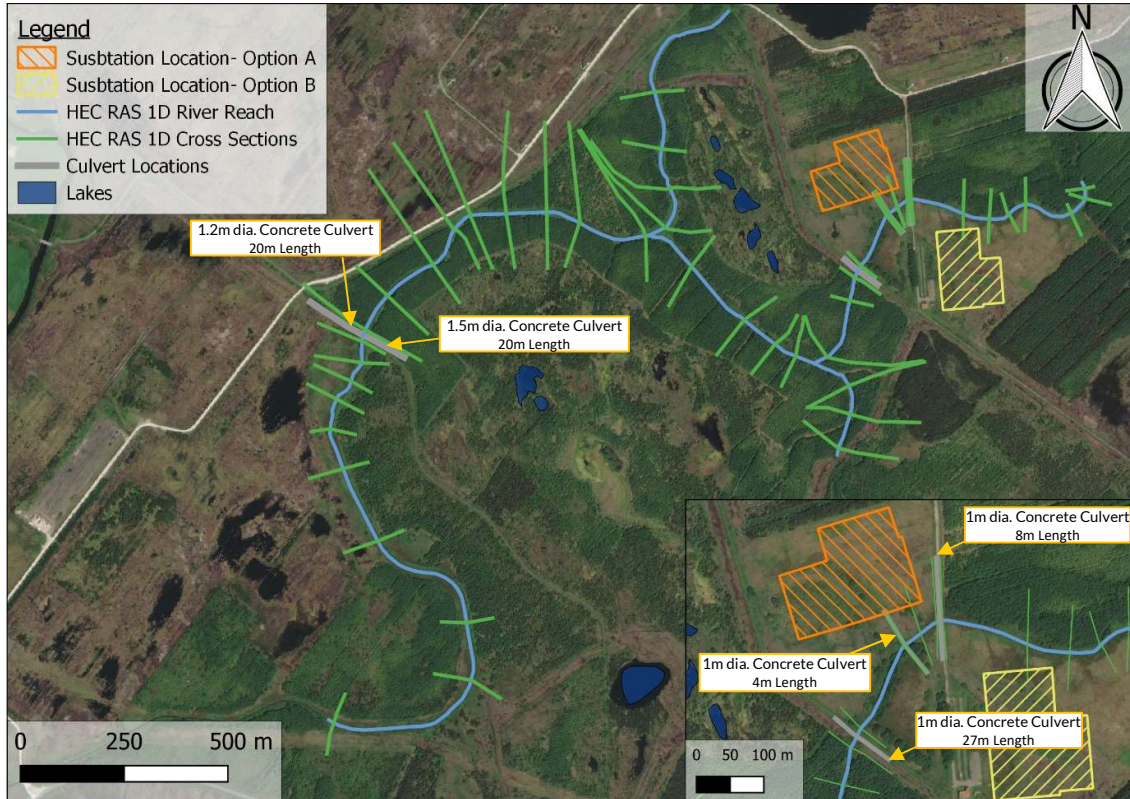 Legend
Susbtation Location- Option A
Susbtation Location- Option B
HEC RAS 1D River Reach
HEC RAS 1D Cross Sections
Culvert Locations
Lakes
N
1.2m dia. Concrete Culvert
20m Length
1.5m dia. Concrete Culvert
20m Length
1m dia. Concrete Culvert
8m Length
1m dia. Concrete Culvert
4m Length
1m dia. Concrete Culvert
27m Length
0 250 500 m
0 50 100 m